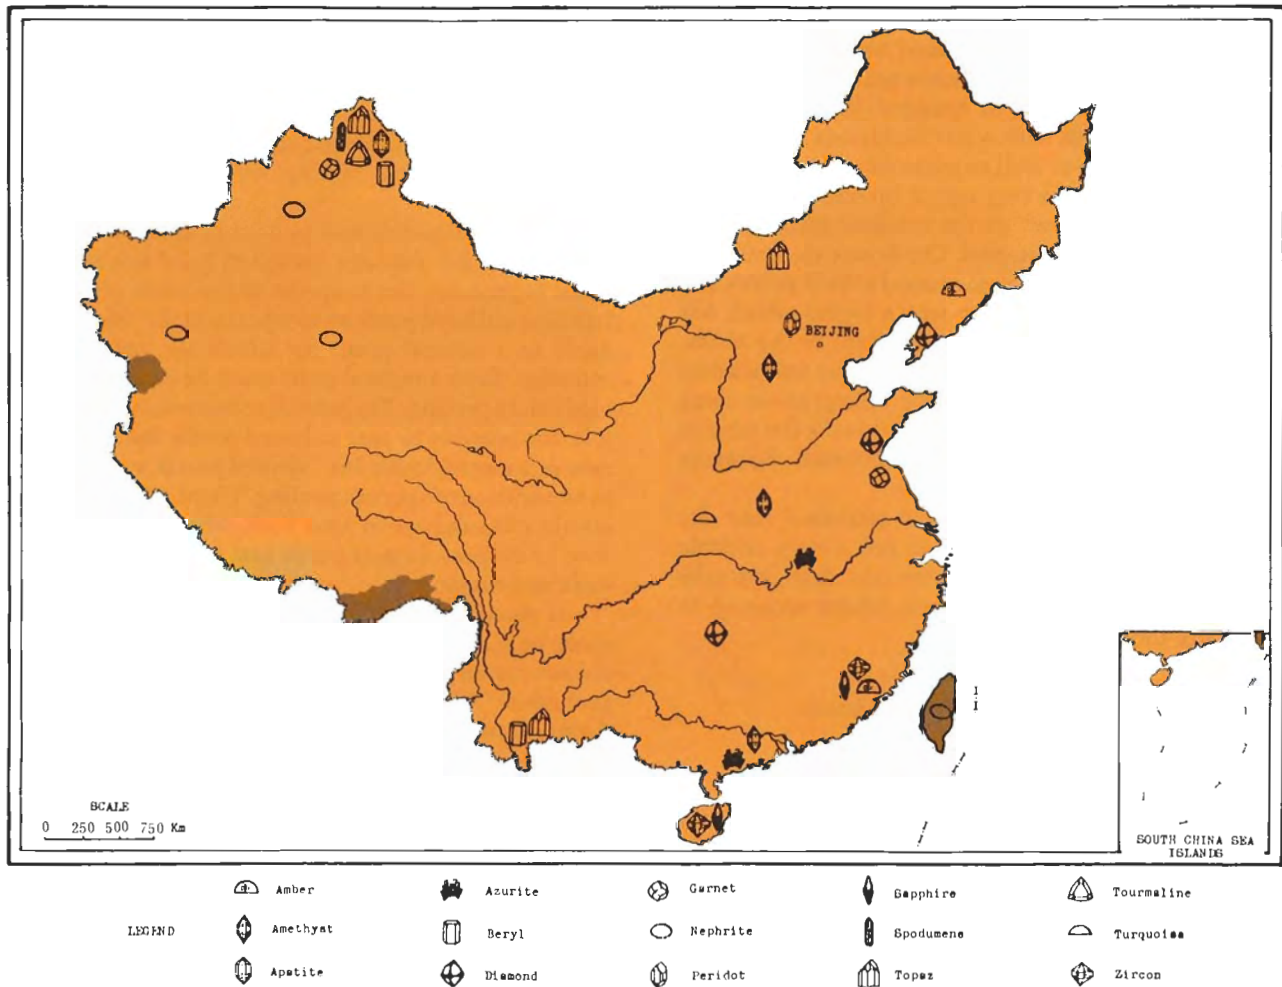 BEIJING
SCALE
0 250 500 750 Km
SOUTH CHINA SEA
ISLANDS
LEGEND
Amber
Azurite
Garnet
Sapphire
Tourmaline
Amethyst
Beryl
Nephrite
Spodumene
Turquoise
Apatite
Diamond
Peridot
Topaz
Zircon